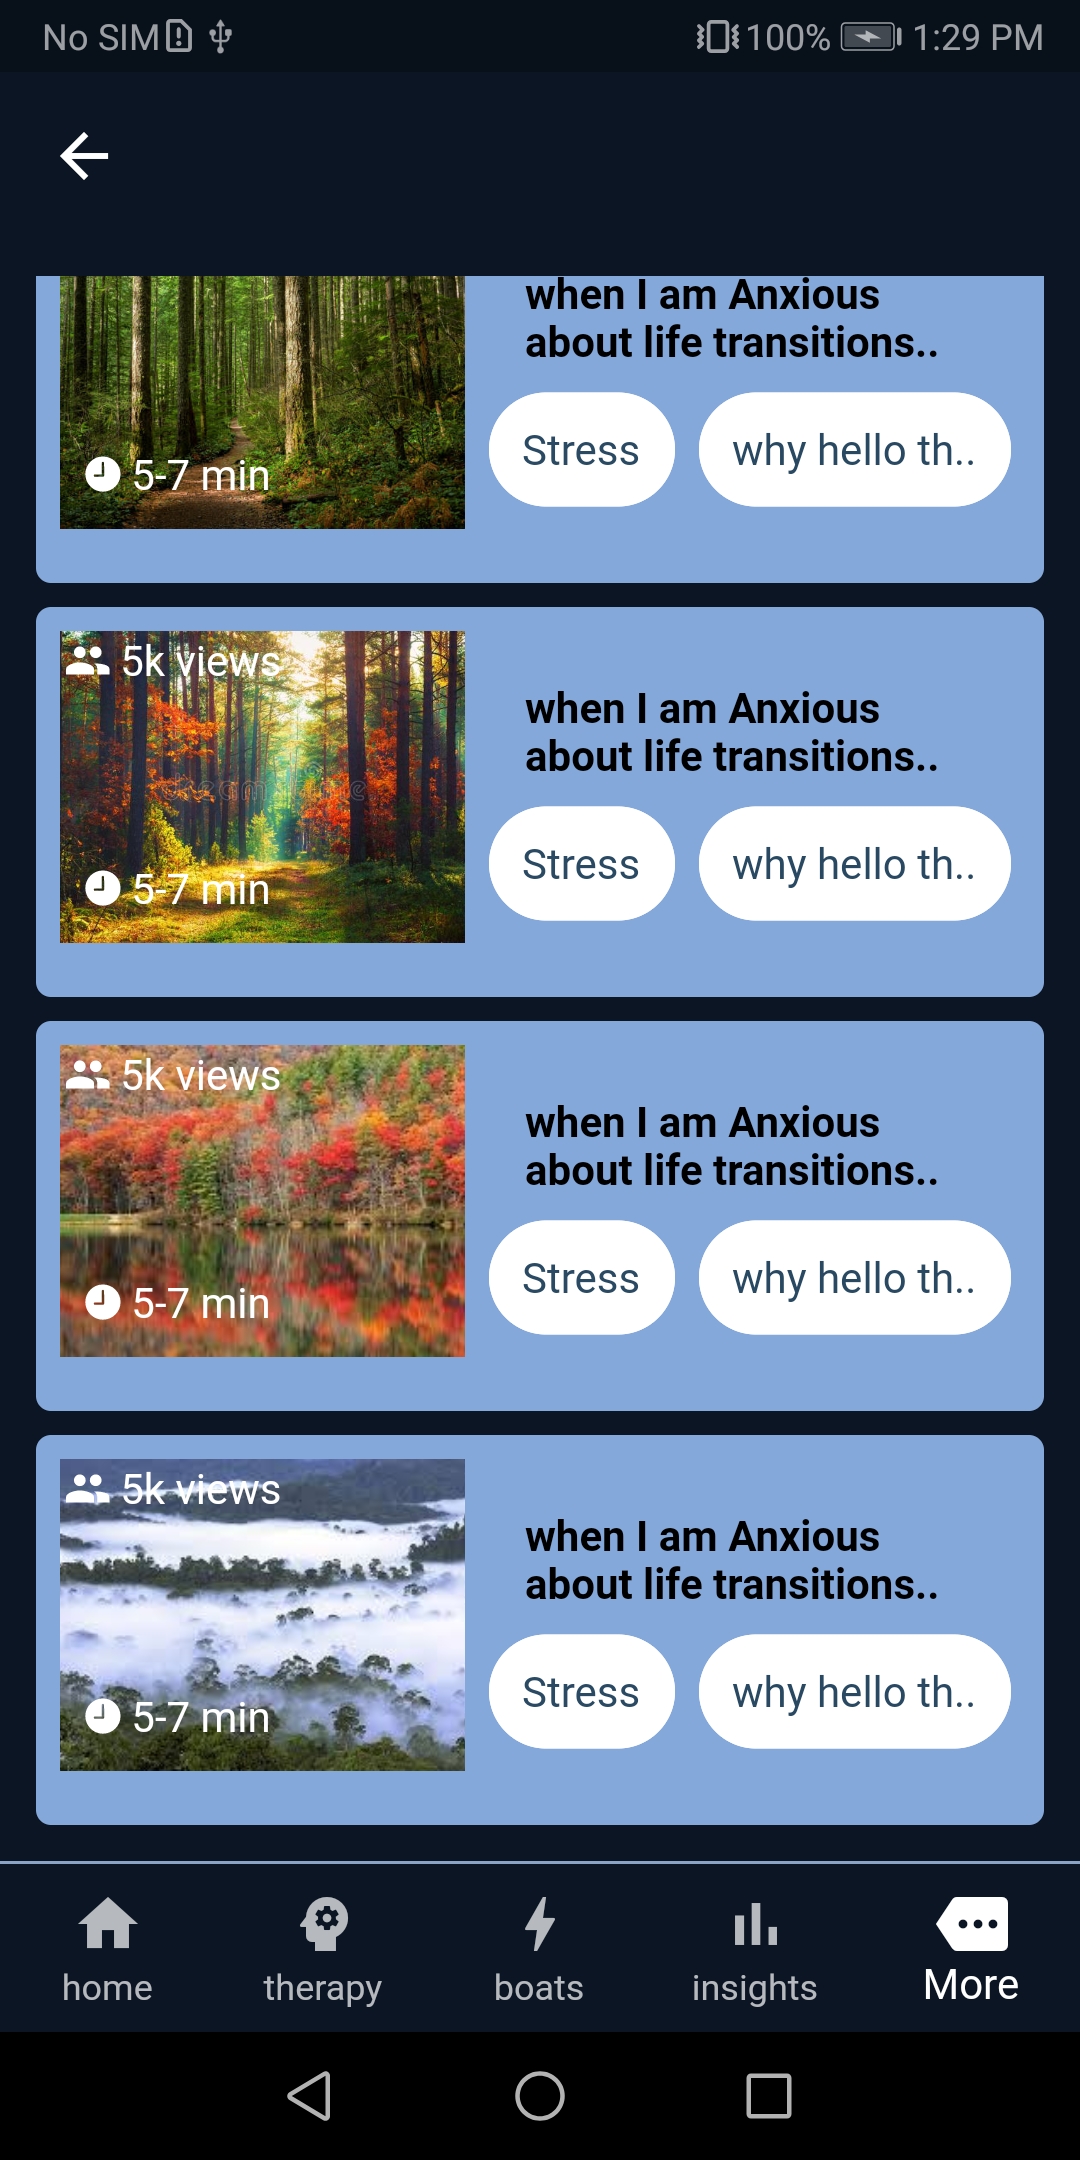 No SIM 100% 1:29 PM
when I am Anxious
about life transitions..
5-7 min
Stress
why hello th..
5k views
when I am Anxious
about life transitions..
dreamstime
5-7 min
Stress
why hello th..
5k views
when I am Anxious
about life transitions..
5-7 min
Stress
why hello th..
5k views
when I am Anxious
about life transitions..
5-7 min
Stress
why hello th..
home
therapy
boats
insights
More